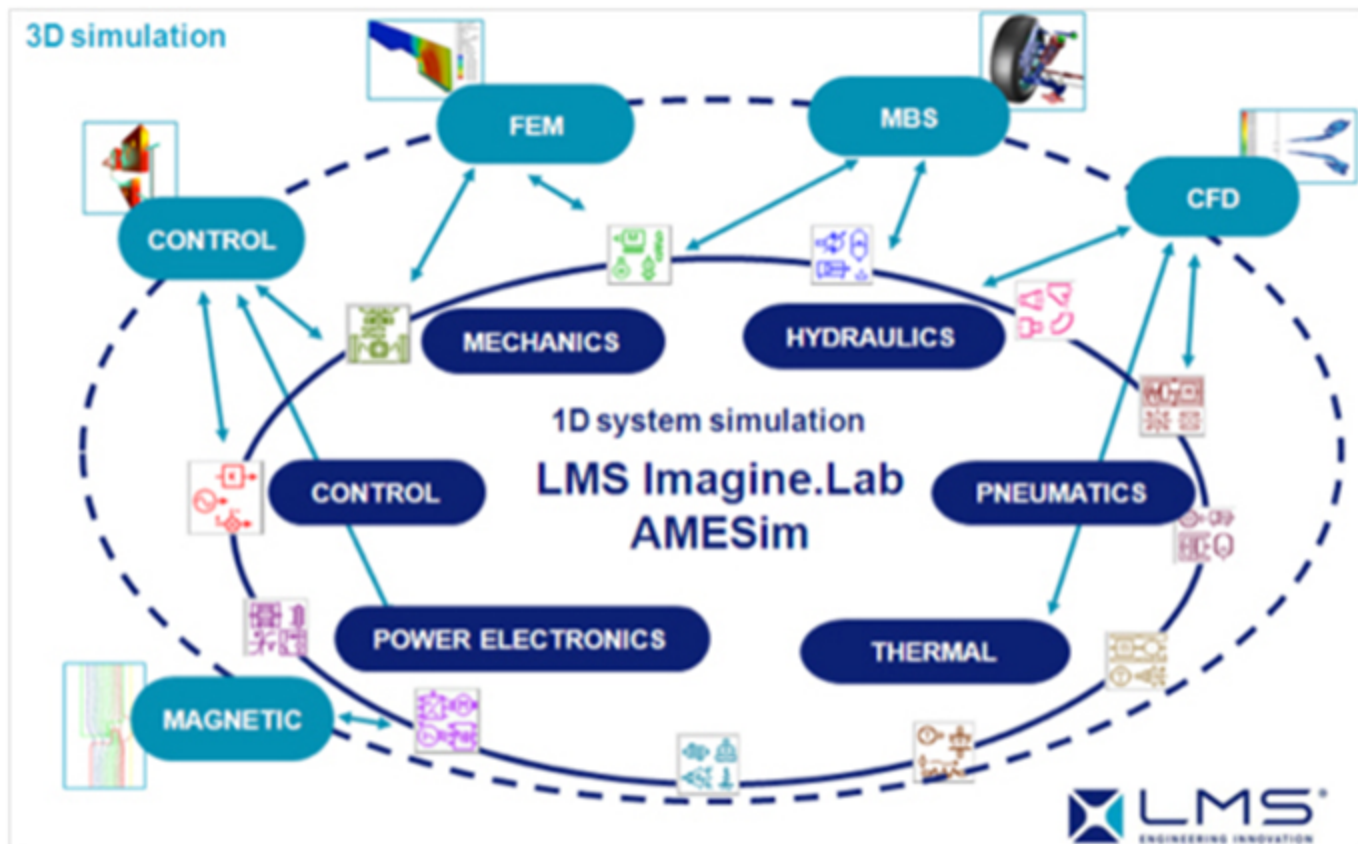 3D simulation
FEM
MBS
CFD
CONTROL
MECHANICS
HYDRAULICS
1D system simulation
LMS Imagine.Lab
AMESim
CONTROL
PNEUMATICS
POWER ELECTRONICS
THERMAL
MAGNETIC
LMS
ENGINEERING INNOVATION